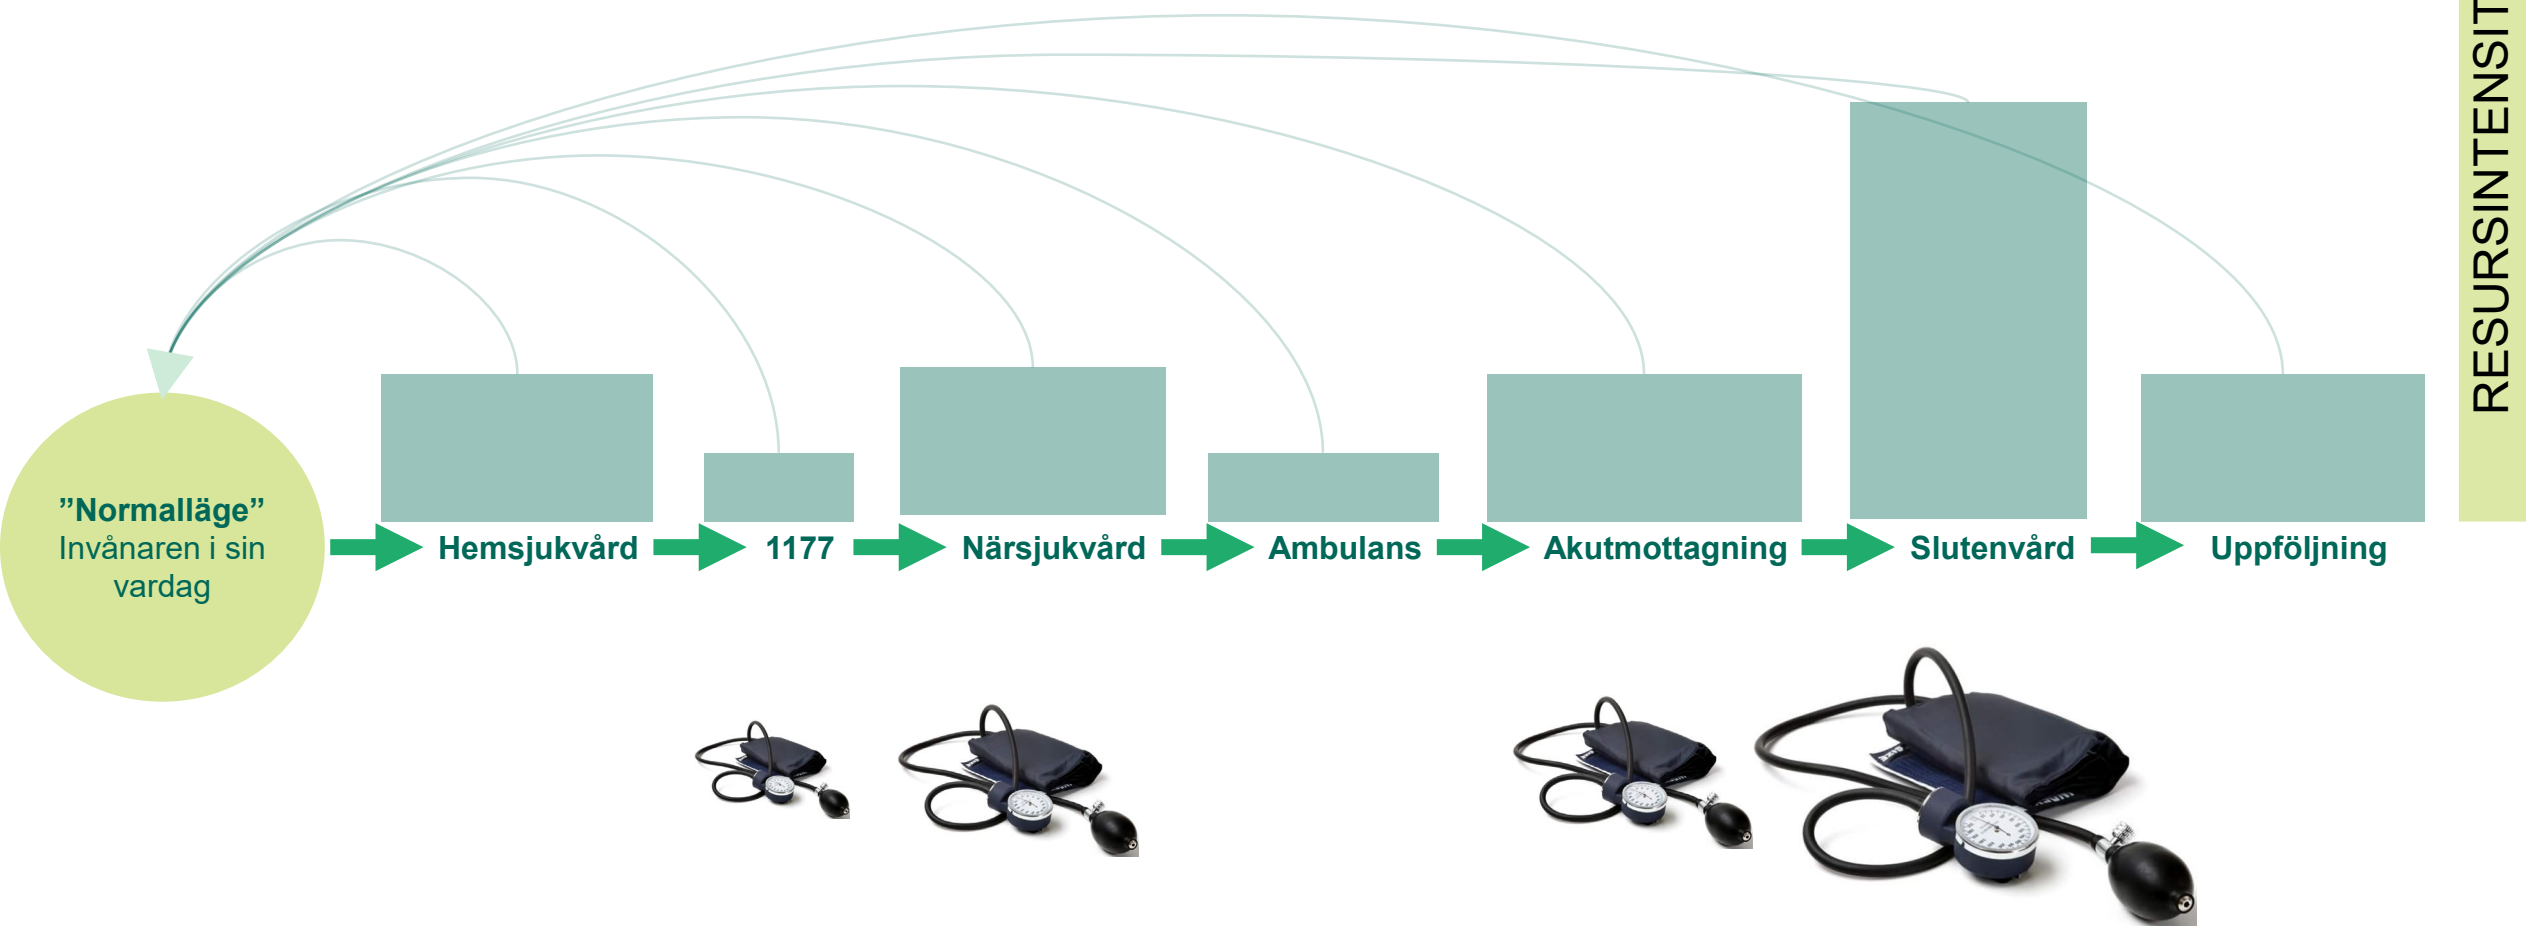 ”Normalläge”
Invånaren i sin
vardag
Hemsjukvård
1177
Närsjukvård
Ambulans
Akutmottagning
Slutenvård
Uppföljning
RESURSINTENSIT